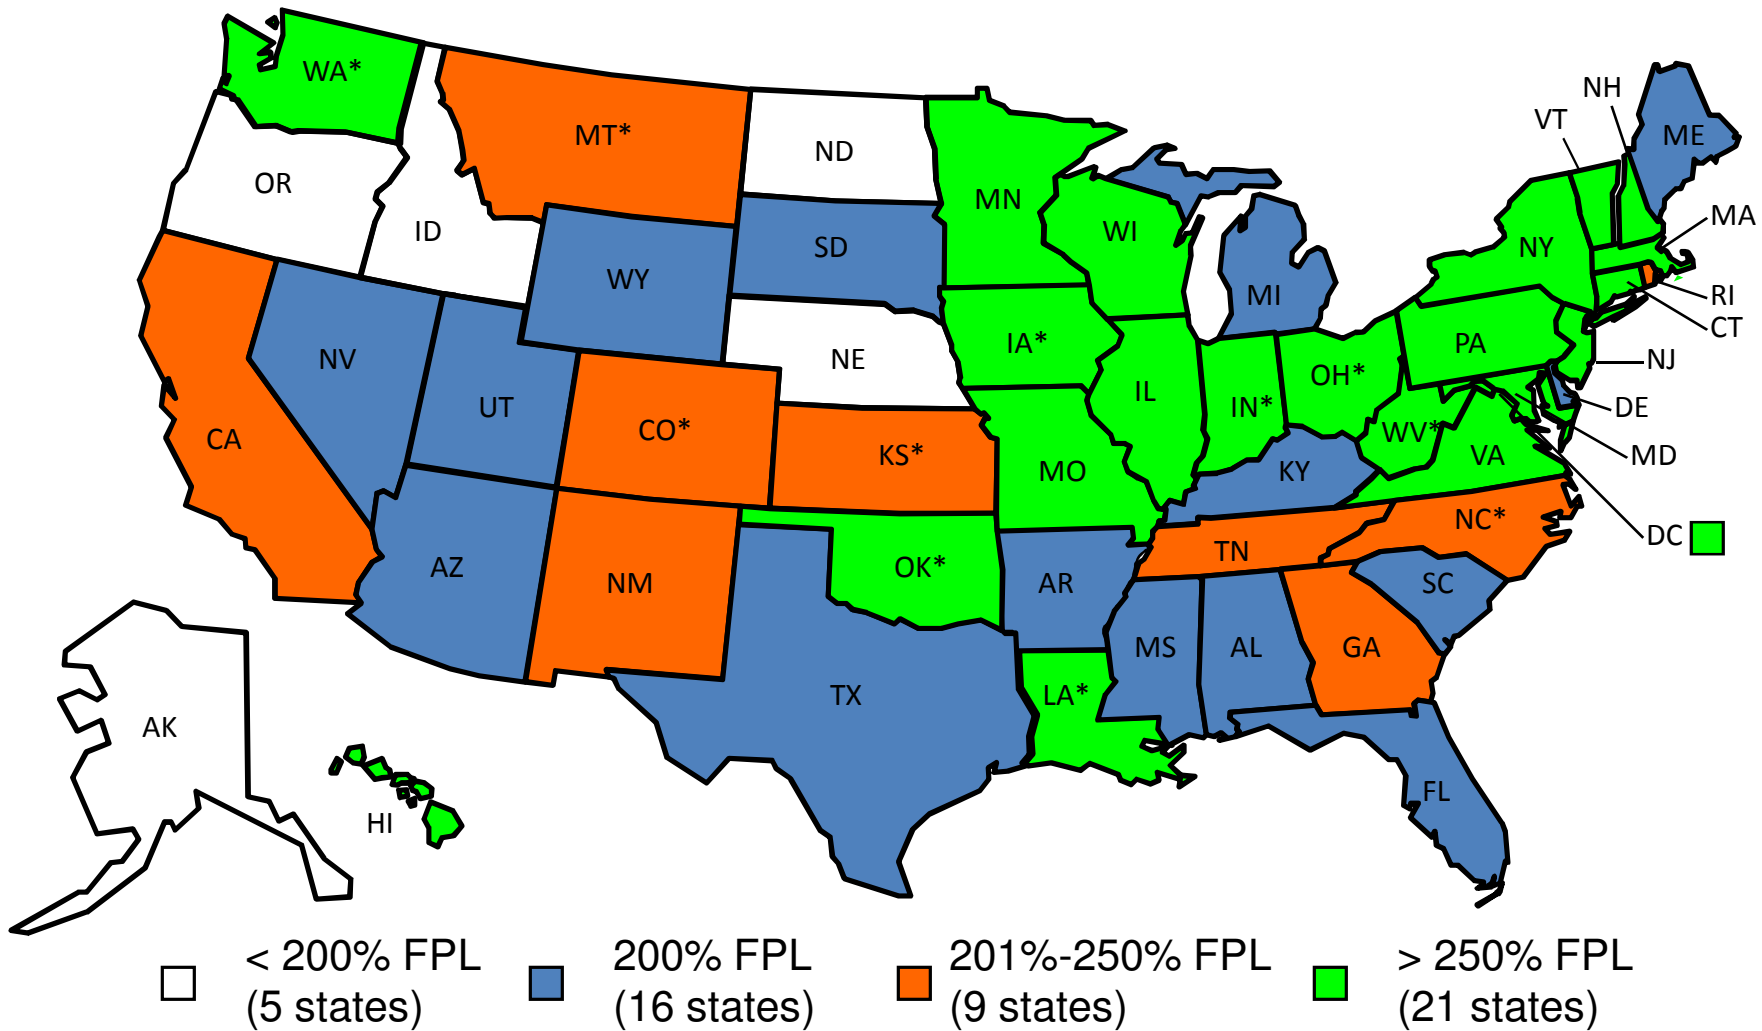 WA*
MT*
ND
OR
ID
MN
WI
SD
WY
MI
NH
VT
ME
MA
NY
RI
CT
NJ
PA
NV
NE
IA*
UT
CO*
CA
KS*
IL
IN*
OH*
WV*
DE
MD
VA
MO
KY
DC
NC*
TN
AZ
NM
OK*
AR
SC
MS
AL
GA
TX
LA*
AK
HI
FL
< 200% FPL
(5 states)
200% FPL
(16 states)
201%-250% FPL
(9 states)
> 250% FPL
(21 states)